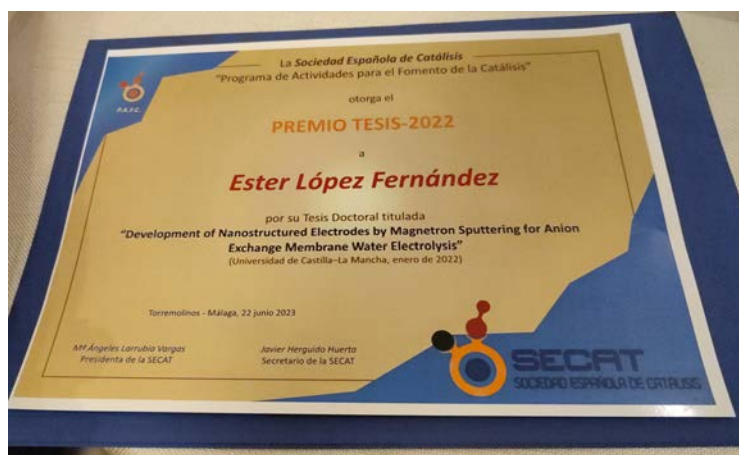 La Sociedad Española de Catálisis
"Programa de Actividades para el Fomento de la Catálisis"
P.A.F.C.
otorga el
PREMIO TESIS-2022
a
Ester López Fernández
por su Tesis Doctoral titulada
"Development of Nanostructured Electrodes by Magnetron Sputtering for Anion
Exchange Membrane Water Electrolysis"
(Universidad de Castilla–La Mancha, enero de 2022)
Torremolinos - Málaga, 22 junio 2023
Mª Ángeles Larrubia Vargas
Presidenta de la SECAT
Javier Herguido Huerta
Secretario de la SECAT
SECAT
SOCIEDAD ESPAÑOLA DE CATÁLISIS